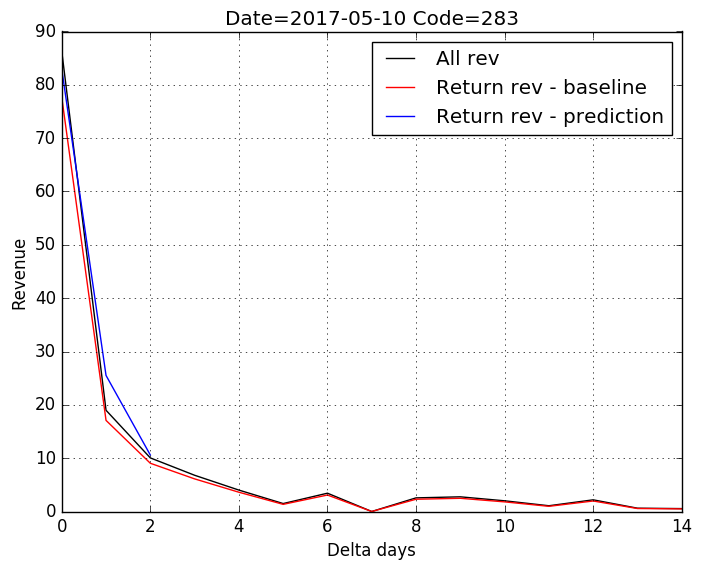 Date=2017-05-10 Code=283
90
80
70
60
50
40
30
20
10
0
Revenue
All rev
Return rev - baseline
Return rev - prediction
0 2 4 6 8 10 12 14
Delta days